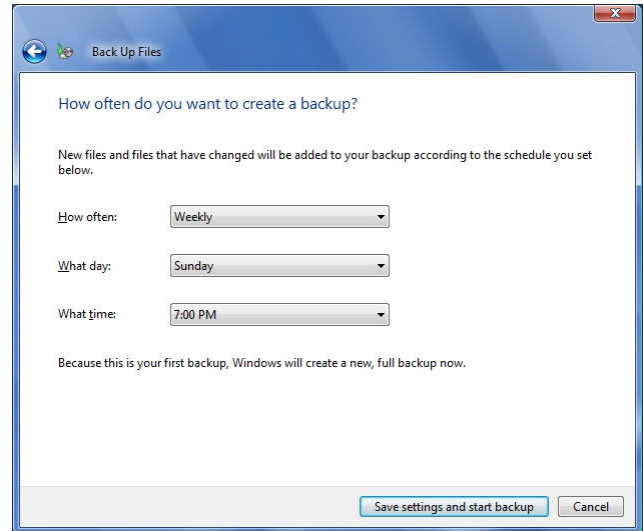 Back Up Files
How often do you want to create a backup?
New files and files that have changed will be added to your backup according to the schedule you set
below.
How often: Weekly
What day: Sunday
What time: 7:00 PM
Because this is your first backup, Windows will create a new, full backup now.
Save settings and start backup Cancel